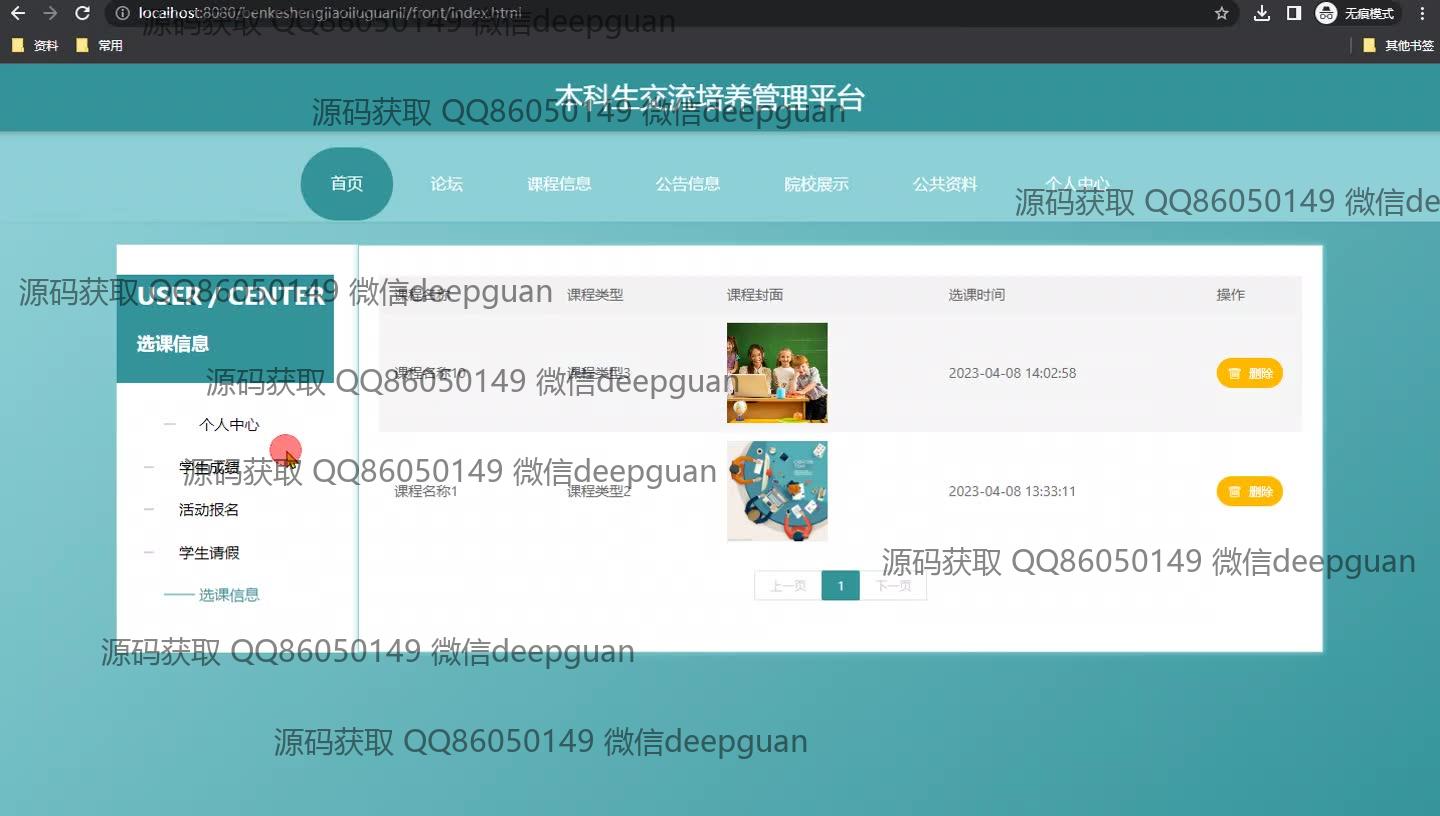 localhost:8080/benkeshengjiaoliuguanli/front/index.html
无痕模式
资料 常用 其他书签
源码获取 QQ86050149 微信deepguan
本科生交流培养管理平台
源码获取 QQ86050149 微信deepguan
首页 论坛 课程信息 公告信息 院校展示 公共资料 个人中心
源码获取 QQ86050149 微信de
USER / CENTER
源码获取 QQ86050149 微信deepguan
选课信息
课程名称 课程类型 课程封面 选课时间 操作
课程名称10 课程类型3 2023-04-08 14:02:58 删除
源码获取 QQ86050149 微信deepguan
个人中心
学生成绩
源码获取 QQ86050149 微信deepguan
课程名称1 课程类型2 2023-04-08 13:33:11 删除
活动报名
学生请假
源码获取 QQ86050149 微信deepguan
上一页 1 下一页
选课信息
源码获取 QQ86050149 微信deepguan
源码获取 QQ86050149 微信deepguan